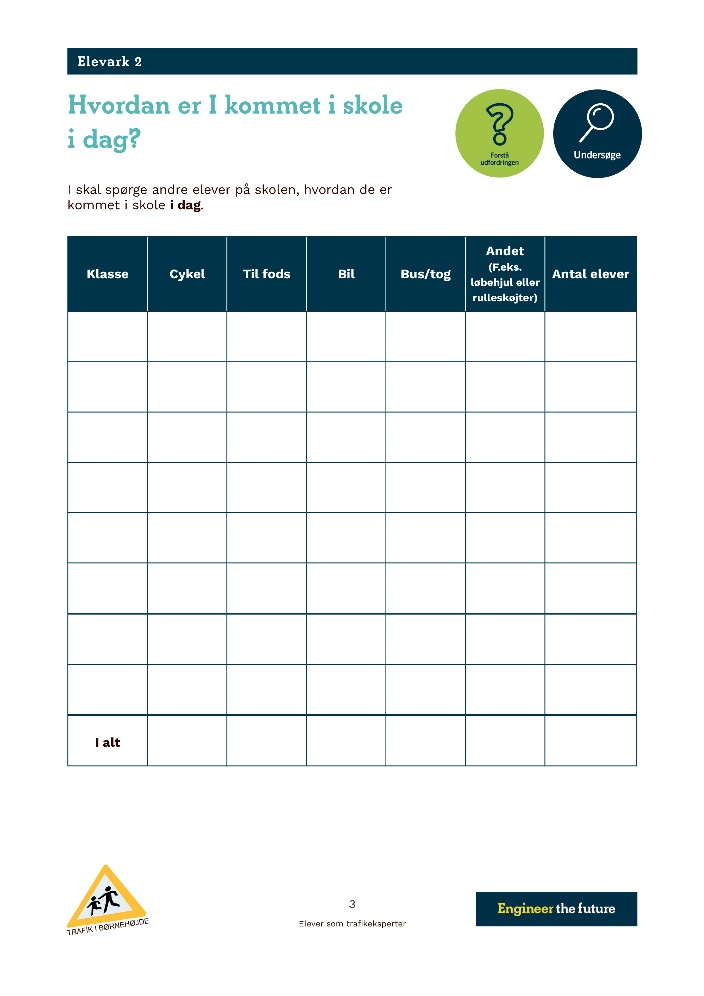 Elevark 2
Hvordan er I kommet i skole
i dag?
Forstå
udfordringen
Undersøge
I skal spørge andre elever på skolen, hvordan de er
kommet i skole i dag.
Klasse
Cykel
Til fods
Bil
Bus/tog
Andet
(F.eks.
løbehjul eller
rulleskøjter)
Antal elever
I alt
TRAFIK I BØRNEHØJDE
3
Elever som trafikeksperter
Engineer the future